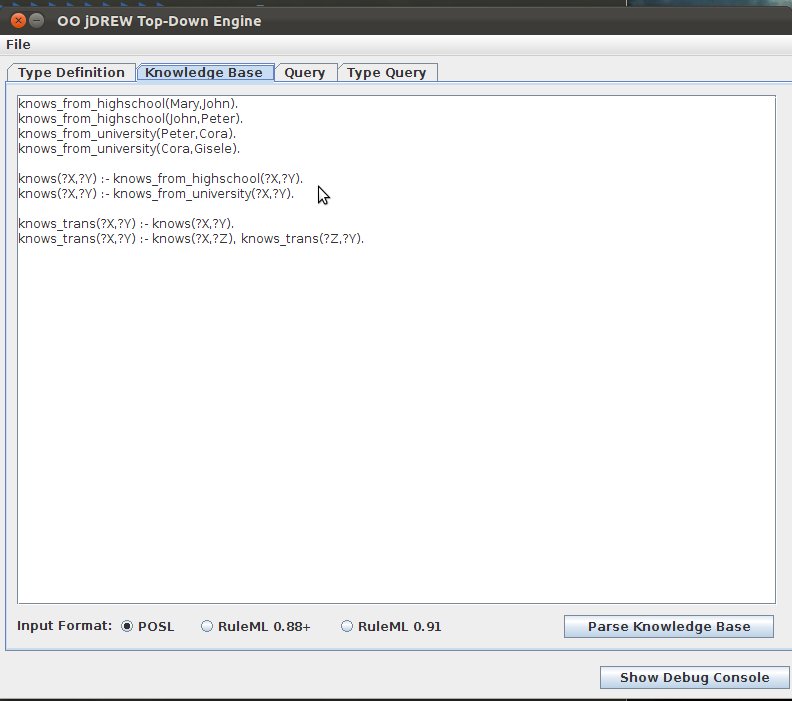 OO jDREW Top-Down Engine
File
Type Definition Knowledge Base Query Type Query
knows_from_highschool(Mary,John).
knows_from_highschool(John,Peter).
knows_from_university(Peter,Cora).
knows_from_university(Cora,Gisele).
knows(?X,?Y) :- knows_from_highschool(?X,?Y).
knows(?X,?Y) :- knows_from_university(?X,?Y).
knows_trans(?X,?Y) :- knows(?X,?Y).
knows_trans(?X,?Y) :- knows(?X,?Z), knows_trans(?Z,?Y).
Input Format: POSL RuleML 0.88+ RuleML 0.91 Parse Knowledge Base
Show Debug Console